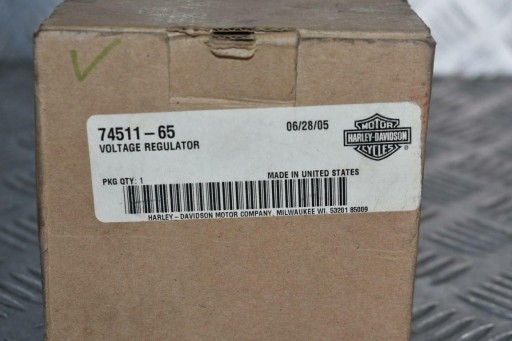 74511-65
06/28/05
VOLTAGE REGULATOR
MOTOR
HARLEY-DAVIDSON
CYCLES
®
PKG QTY: 1
MADE IN UNITED STATES
HARLEY-DAVIDSON MOTOR COMPANY, MILWAUKEE WI. 53201 85009